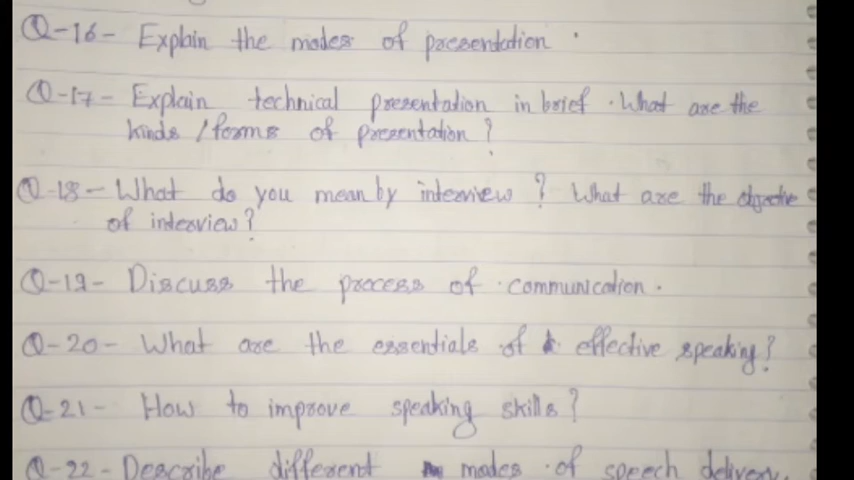 Q-16- Explain the modes of presentation .
Q-17- Explain technical presentation in brief . What are the
kinds / forms of presentation ?
Q-18- What do you mean by interview ? What are the objective
of interview ?
Q-19- Discuss the process of communication .
Q-20- What are the essentials of effective speaking ?
Q-21- How to improve speaking skills ?
Q-22- Describe different modes of speech delivery.